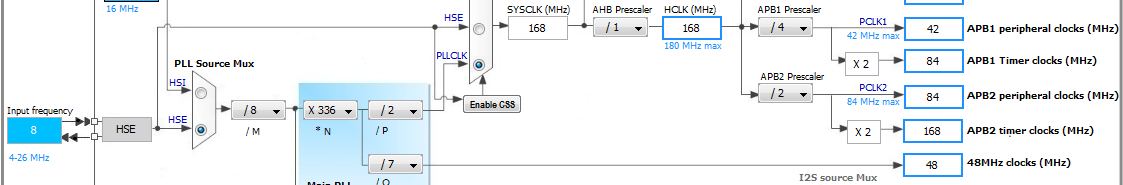 16 MHz
SYSCLK (MHz)
AHB Prescaler
HCLK (MHz)
APB1 Prescaler
HSE
168
/ 1
168
180 MHz max
/ 4
PCLK1
42 MHz max
42
APB1 peripheral clocks (MHz)
PLLCLK
X 2
84
APB1 Timer clocks (MHz)
PLL Source Mux
HSI
APB2 Prescaler
/ 2
PCLK2
84 MHz max
84
APB2 peripheral clocks (MHz)
Enable CSS
Input frequency
8
4-26 MHz
HSE
HSE
/ 8
/ M
X 336
* N
/ 2
/ P
X 2
168
APB2 timer clocks (MHz)
/ 7
48
48MHz clocks (MHz)
I2S source Mux
Main PLL
/ Q